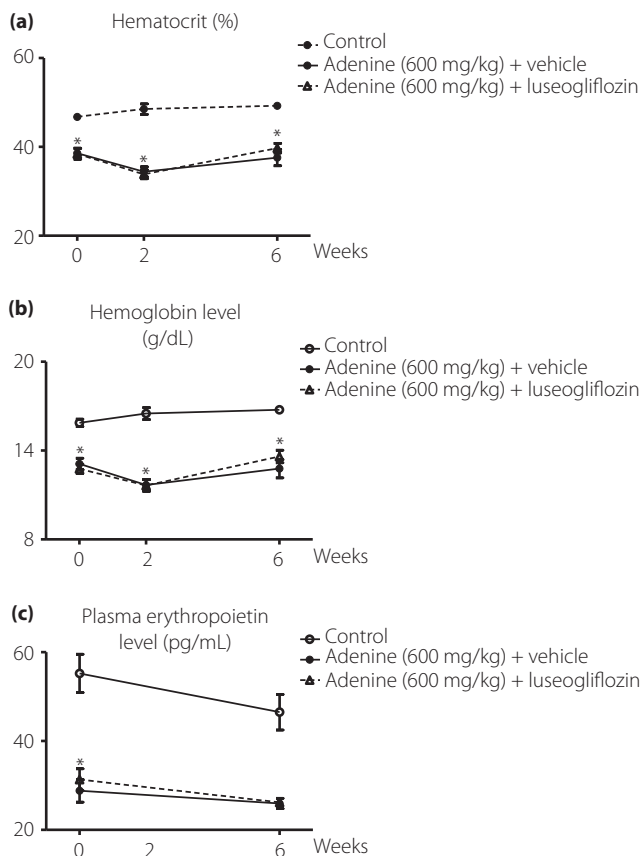 (a)
Hematocrit (%)
Control
Adenine (600 mg/kg) + vehicle
Adenine (600 mg/kg) + luseogliflozin
60
*
*
*
40
20
0 2 6 Weeks
(b)
Hemoglobin level
(g/dL)
Control
Adenine (600 mg/kg) + vehicle
Adenine (600 mg/kg) + luseogliflozin
20
*
*
*
14
8
0 2 6 Weeks
(c)
Plasma erythropoietin
level (pg/mL)
Control
Adenine (600 mg/kg) + vehicle
Adenine (600 mg/kg) + luseogliflozin
60
40
*
20
0 2 6 Weeks